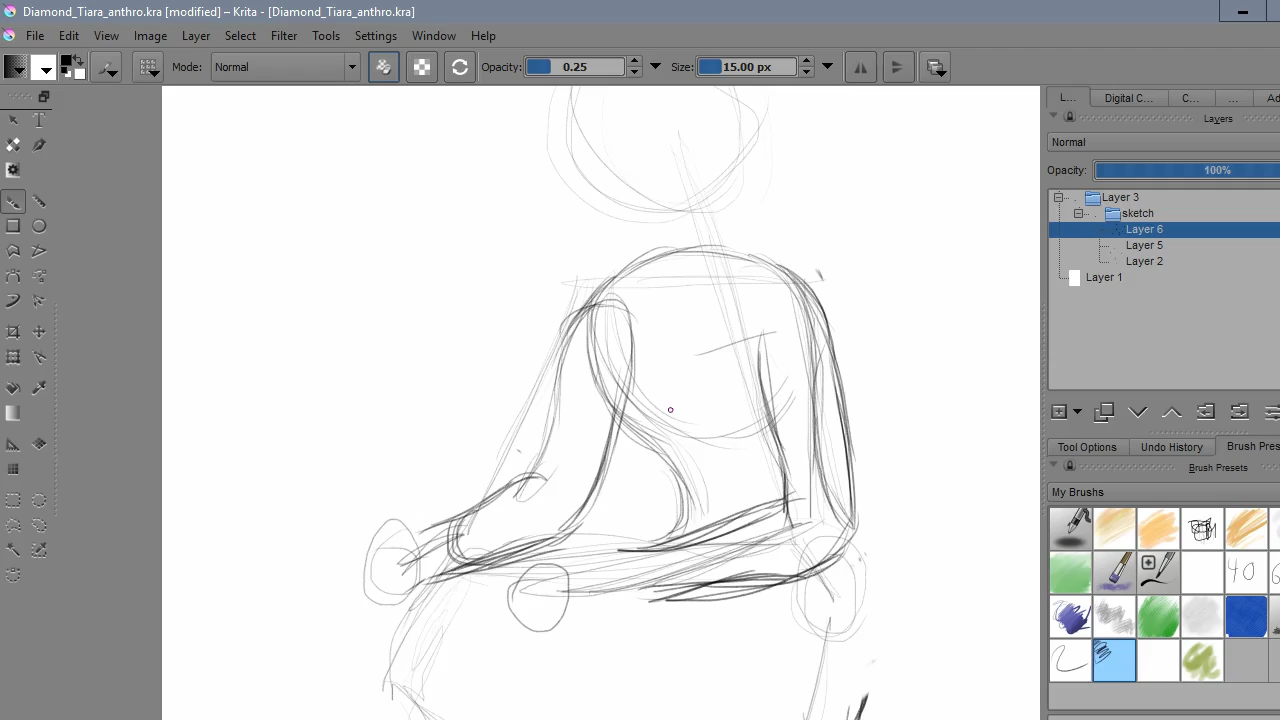 Diamond_Tiara_anthro.kra [modified] – Krita - [Diamond_Tiara_anthro.kra]
File Edit View Image Layer Select Filter Tools Settings Window Help
Mode: Normal Opacity: 0.25 Size: 15.00 px
L... Digital C... C... ... Ad
Layers
Normal
Opacity: 100%
Layer 3
sketch
Layer 6
Layer 5
Layer 2
Layer 1
Tool Options Undo History Brush Pres
Brush Presets
My Brushes